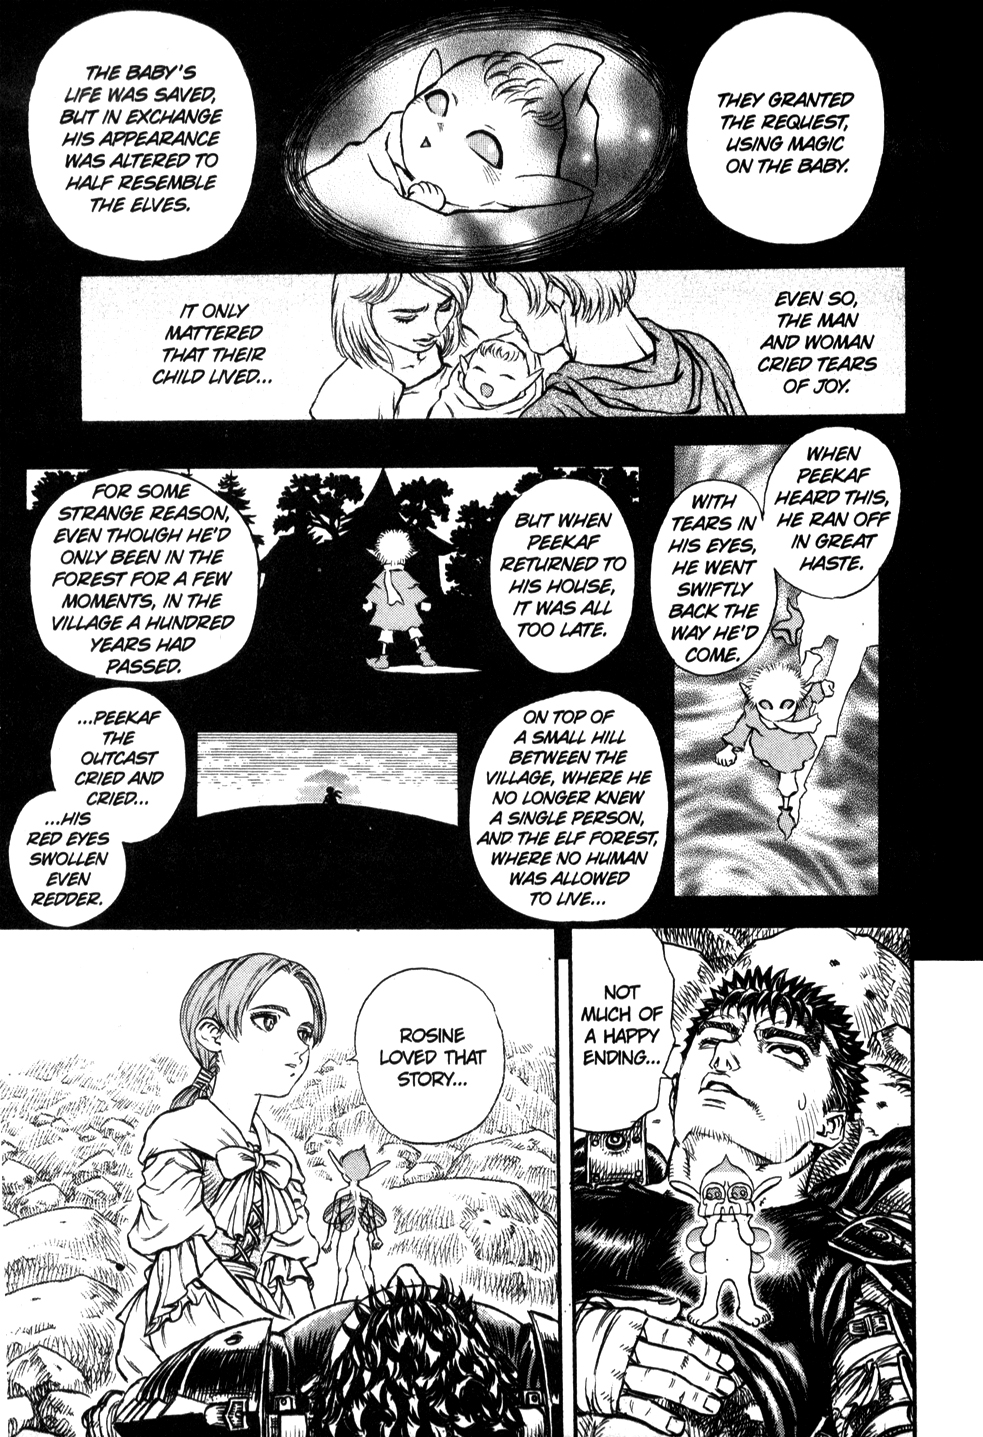 THEY GRANTED
THE REQUEST,
USING MAGIC
ON THE BABY.
THE BABY'S
LIFE WAS SAVED,
BUT IN EXCHANGE
HIS APPEARANCE
WAS ALTERED TO
HALF RESEMBLE
THE ELVES.
EVEN SO,
THE MAN
AND WOMAN
CRIED TEARS
OF JOY.
IT ONLY
MATTERED
THAT THEIR
CHILD LIVED...
WHEN
PEEKAF
HEARD THIS,
HE RAN OFF
IN GREAT
HASTE.
WITH
TEARS IN
HIS EYES,
HE WENT
SWIFTLY
BACK THE
WAY HE'D
COME.
BUT WHEN
PEEKAF
RETURNED TO
HIS HOUSE,
IT WAS ALL
TOO LATE.
FOR SOME
STRANGE REASON,
EVEN THOUGH HE'D
ONLY BEEN IN THE
FOREST FOR A FEW
MOMENTS, IN THE
VILLAGE A HUNDRED
YEARS HAD
PASSED.
ON TOP OF
A SMALL HILL
BETWEEN THE
VILLAGE, WHERE HE
NO LONGER KNEW
A SINGLE PERSON,
AND THE ELF FOREST,
WHERE NO HUMAN
WAS ALLOWED
TO LIVE...
...PEEKAF
THE
OUTCAST
CRIED AND
CRIED...
...HIS
RED EYES
SWOLLEN
EVEN
REDDER.
NOT
MUCH OF
A HAPPY
ENDING...
ROSINE
LOVED THAT
STORY...